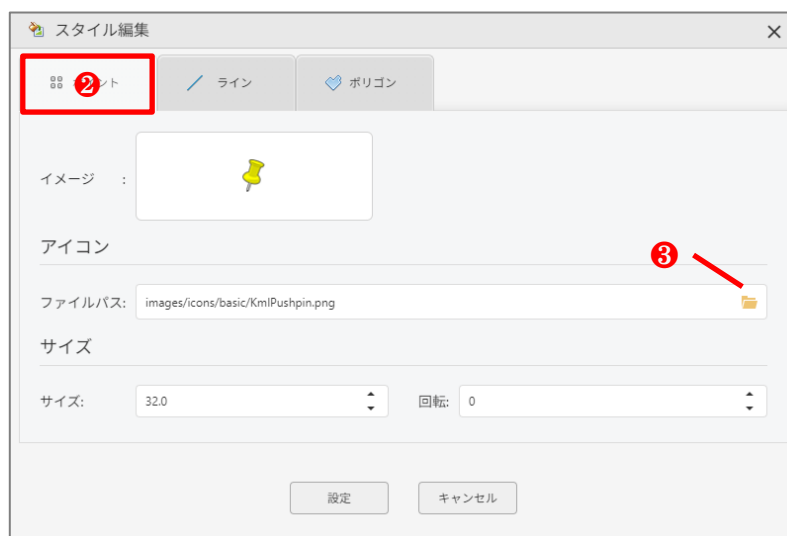 スタイル編集
❷ ント ライン ポリゴン
イメージ :
アイコン
❸
ファイルパス: images/icons/basic/KmlPushpin.png
サイズ
サイズ: 32.0 回転: 0
設定 キャンセル